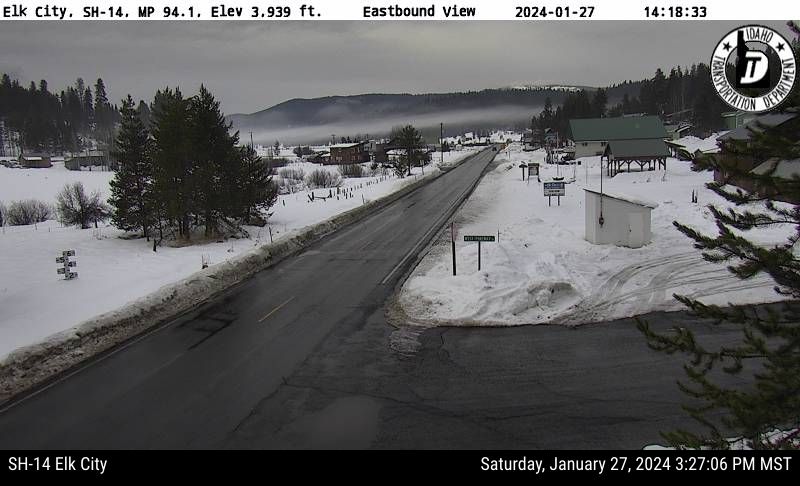 Elk City, SH-14, MP 94.1, Elev 3,939 ft. Eastbound View 2024-01-27 14:18:33
IDAHO
TRANSPORTATION DEPARTMENT
SH-14 Elk City Saturday, January 27, 2024 3:27:06 PM MST